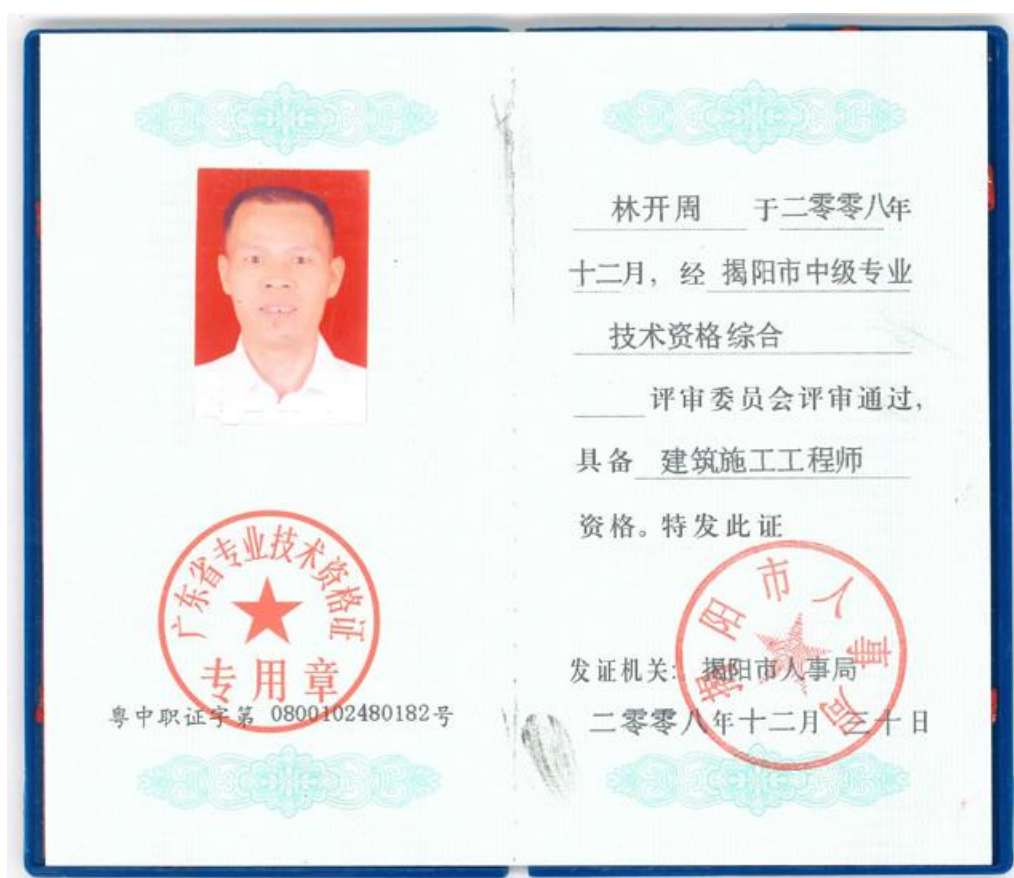 广东省专业技术资格证
专用章
粤中职证字第 0800102480182号
林开周 于二零零八年
十二月，经 揭阳市中级专业
技术资格综合
评审委员会评审通过，
具备 建筑施工工程师
资格。特发此证
揭阳市人事局
发证机关: 揭阳市人事局
二零零八年十二月 三十日